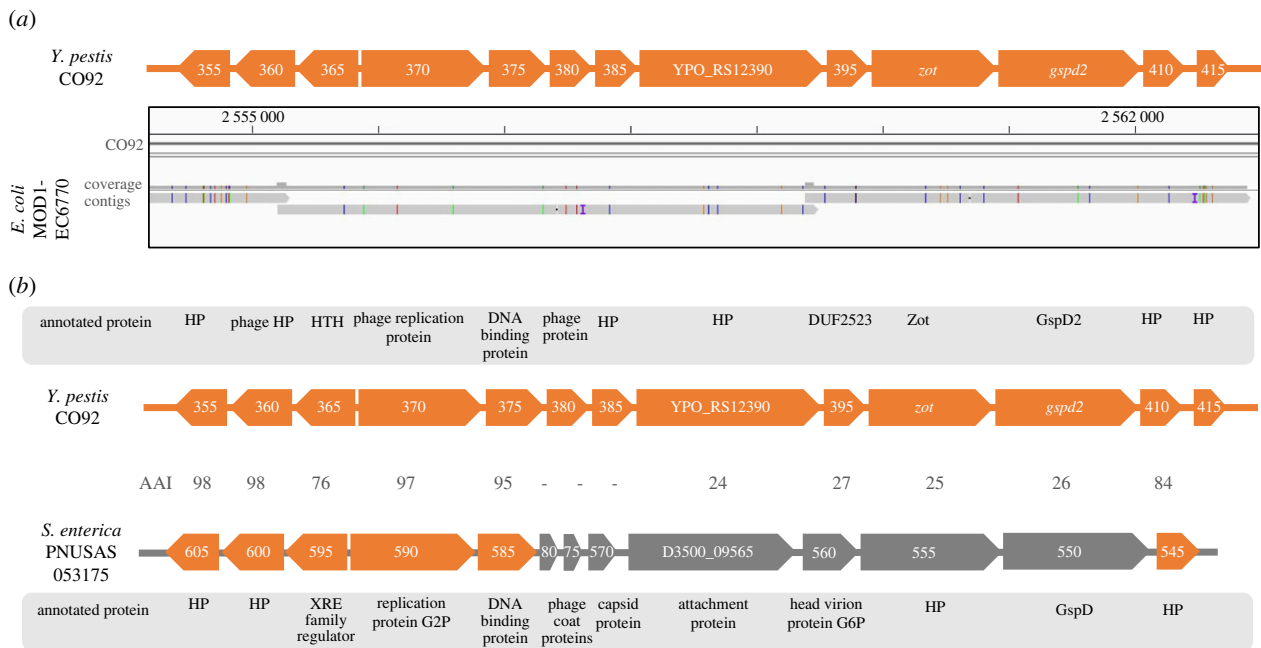 (a)
Y. pestis
CO92
355 360 365 370 375 380 385 YPO_RS12390 395 zot gspd2 410 415
2 555 000 2 562 000
CO92
E. coli
MOD1-
EC6770
coverage
contigs
(b)
annotated protein HP phage HP HTH phage replication protein DNA binding protein phage protein HP HP DUF2523 Zot GspD2 HP HP
Y. pestis
CO92
355 360 365 370 375 380 385 YPO_RS12390 395 zot gspd2 410 415
AAI 98 98 76 97 95 - - - 24 27 25 26 84
S. enterica
PNUSAS
053175
605 600 595 590 585 80 75 570 D3500_09565 560 555 550 545
annotated protein HP HP XRE family regulator replication protein G2P DNA binding protein phage coat proteins capsid protein attachment protein head virion protein G6P HP GspD HP